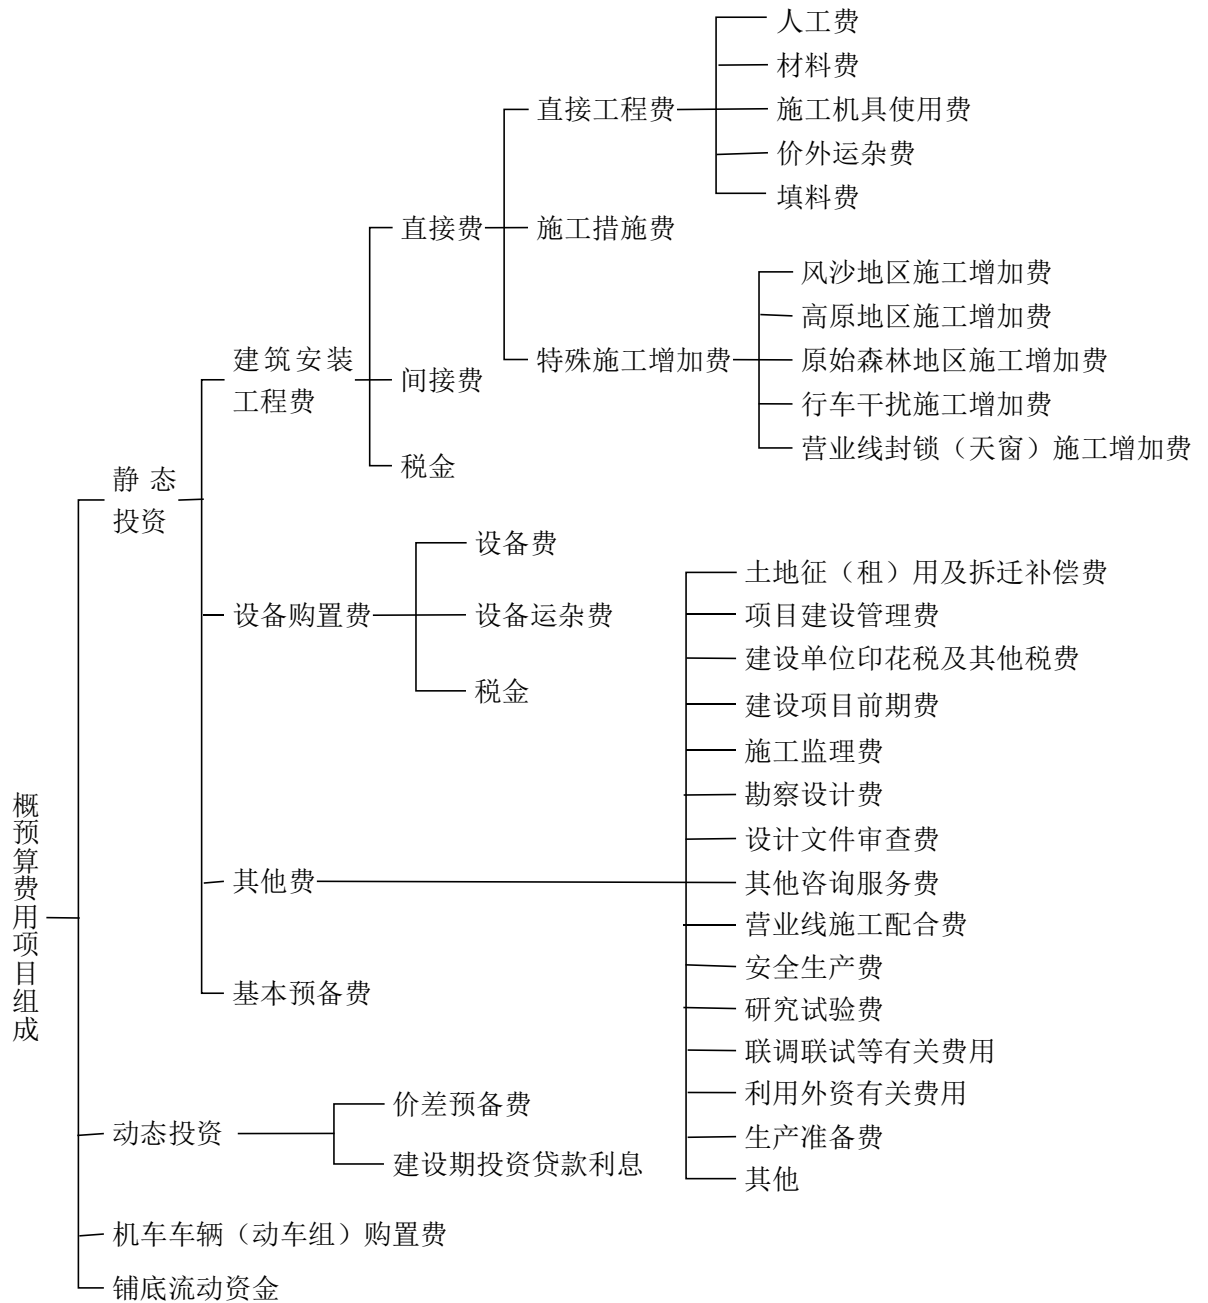 概预算费用项目组成
静态
投资
建筑安装
工程费
直接费
直接工程费
人工费
材料费
施工机具使用费
价外运杂费
填料费
施工措施费
特殊施工增加费
风沙地区施工增加费
高原地区施工增加费
原始森林地区施工增加费
行车干扰施工增加费
营业线封锁（天窗）施工增加费
间接费
税金
设备购置费
设备费
设备运杂费
税金
其他费
土地征（租）用及拆迁补偿费
项目建设管理费
建设单位印花税及其他税费
建设项目前期费
施工监理费
勘察设计费
设计文件审查费
其他咨询服务费
营业线施工配合费
安全生产费
研究试验费
联调联试等有关费用
利用外资有关费用
生产准备费
其他
基本预备费
动态投资
价差预备费
建设期投资贷款利息
机车车辆（动车组）购置费
铺底流动资金